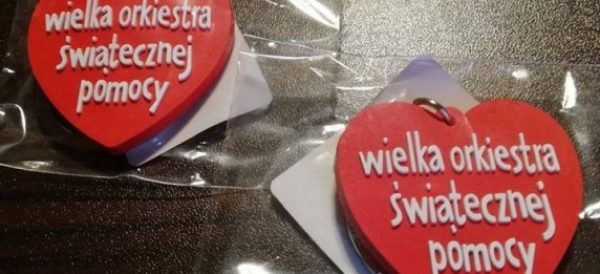 wielka orkiestra
świątecznej
pomocy
wielka orkiestra
świątecznej
pomocy